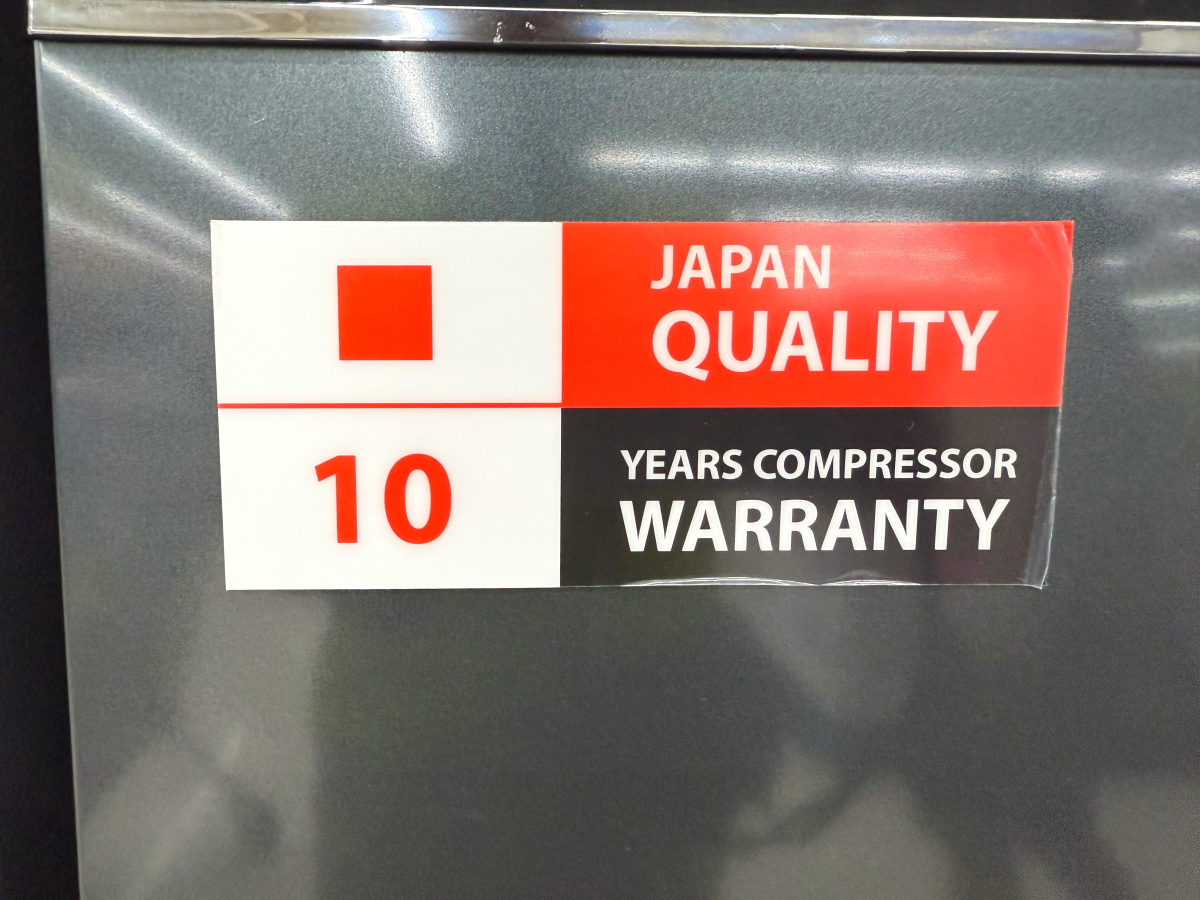 JAPAN
QUALITY
10
YEARS COMPRESSOR
WARRANTY